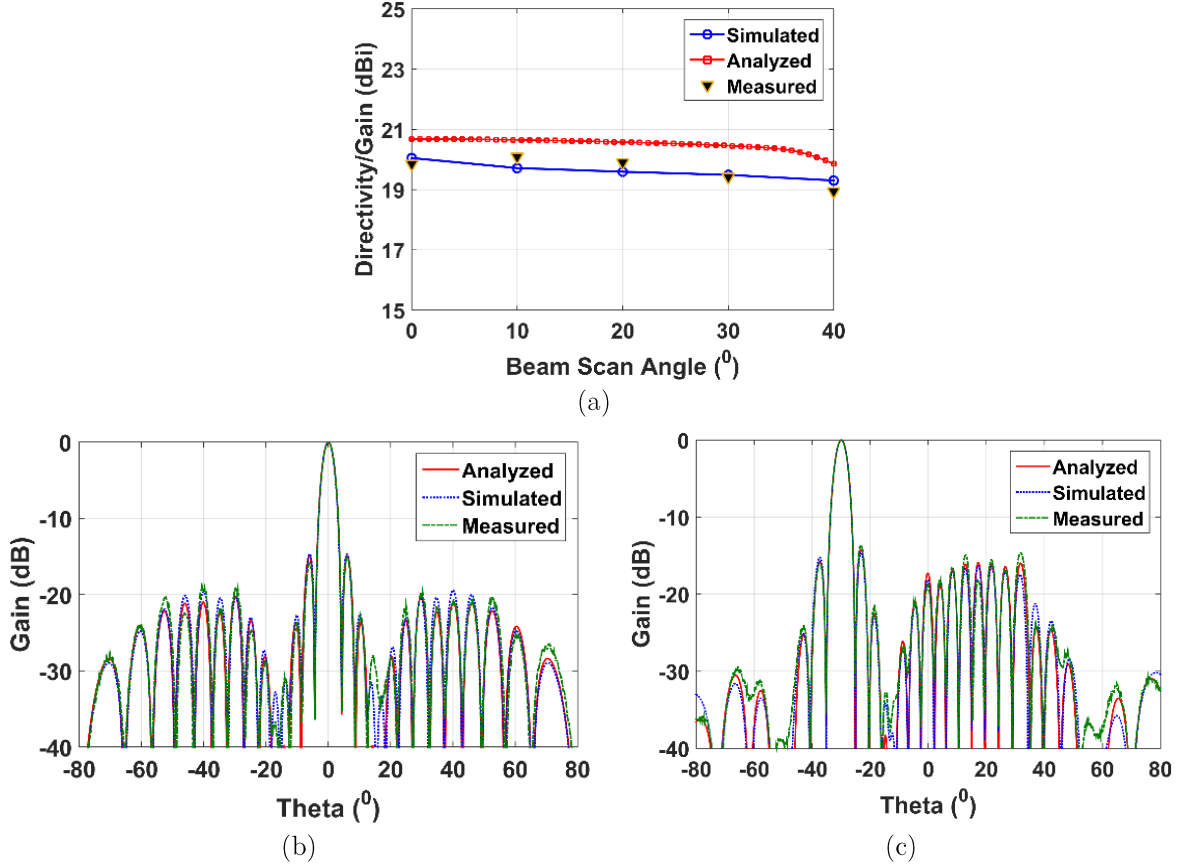 25
23
21
19
17
15
Directivity/Gain (dBi)
Simulated
Analyzed
Measured
0 10 20 30 40
Beam Scan Angle (⁰)
(a)
0
-10
-20
-30
-40
Gain (dB)
Analyzed
Simulated
Measured
-80 -60 -40 -20 0 20 40 60 80
Theta (⁰)
(b)
0
-10
-20
-30
-40
Gain (dB)
Analyzed
Simulated
Measured
-80 -60 -40 -20 0 20 40 60 80
Theta (⁰)
(c)